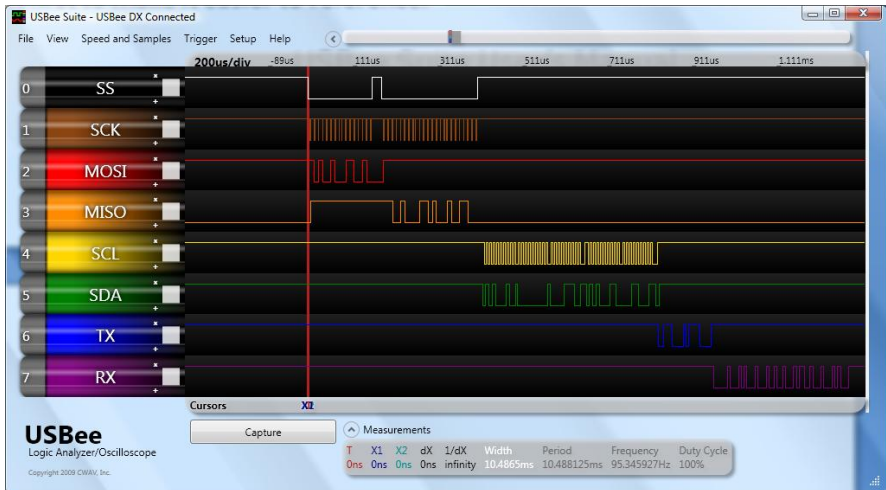 USBee Suite - USBee DX Connected
File View Speed and Samples Trigger Setup Help
200us/div -89us 111us 311us 511us 711us 911us 1.111ms
0 SS
1 SCK
2 MOSI
3 MISO
4 SCL
5 SDA
6 TX
7 RX
Cursors
USBee
Logic Analyzer/Oscilloscope
Copyright 2009 CWAV, Inc.
Capture
Measurements
T X1 X2 dX 1/dX Width Period Frequency Duty Cycle
0ns 0ns 0ns 0ns infinity 10.4865ms 10.488125ms 95.345927Hz 100%